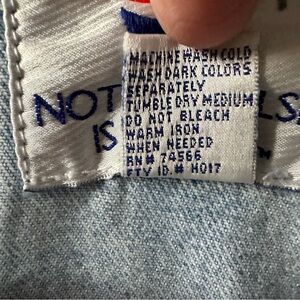 MACHINE WASH COLD
WASH DARK COLORS
SEPARATELY
TUMBLE DRY MEDIUM
DO NOT BLEACH
WARM IRON
WHEN NEEDED
RN# 74566
FTY ID.# HO17
NOT
IS